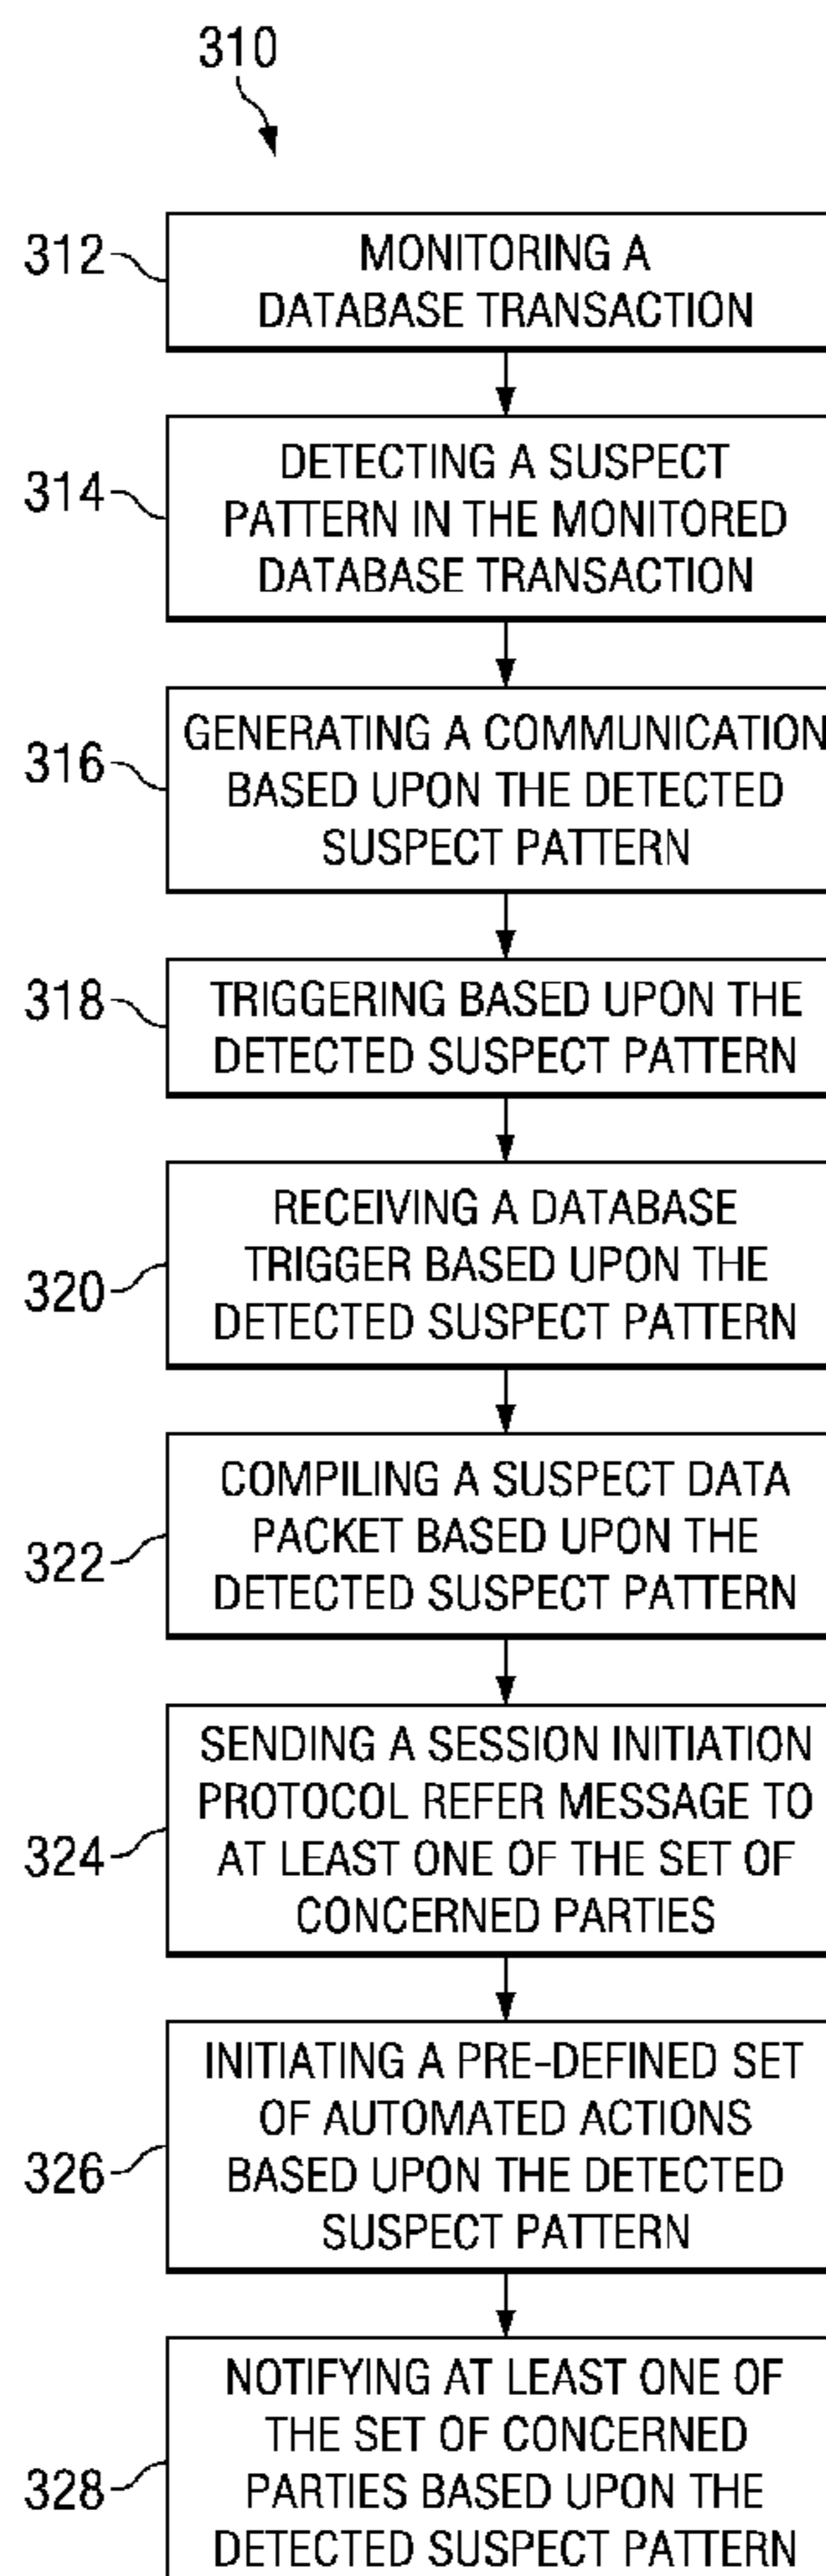 310
312
MONITORING A
DATABASE TRANSACTION
314
DETECTING A SUSPECT
PATTERN IN THE MONITORED
DATABASE TRANSACTION
316
GENERATING A COMMUNICATION
BASED UPON THE DETECTED
SUSPECT PATTERN
318
TRIGGERING BASED UPON THE
DETECTED SUSPECT PATTERN
320
RECEIVING A DATABASE
TRIGGER BASED UPON THE
DETECTED SUSPECT PATTERN
322
COMPILING A SUSPECT DATA
PACKET BASED UPON THE
DETECTED SUSPECT PATTERN
324
SENDING A SESSION INITIATION
PROTOCOL REFER MESSAGE TO
AT LEAST ONE OF THE SET OF
CONCERNED PARTIES
326
INITIATING A PRE-DEFINED SET
OF AUTOMATED ACTIONS
BASED UPON THE DETECTED
SUSPECT PATTERN
328
NOTIFYING AT LEAST ONE OF
THE SET OF CONCERNED
PARTIES BASED UPON THE
DETECTED SUSPECT PATTERN